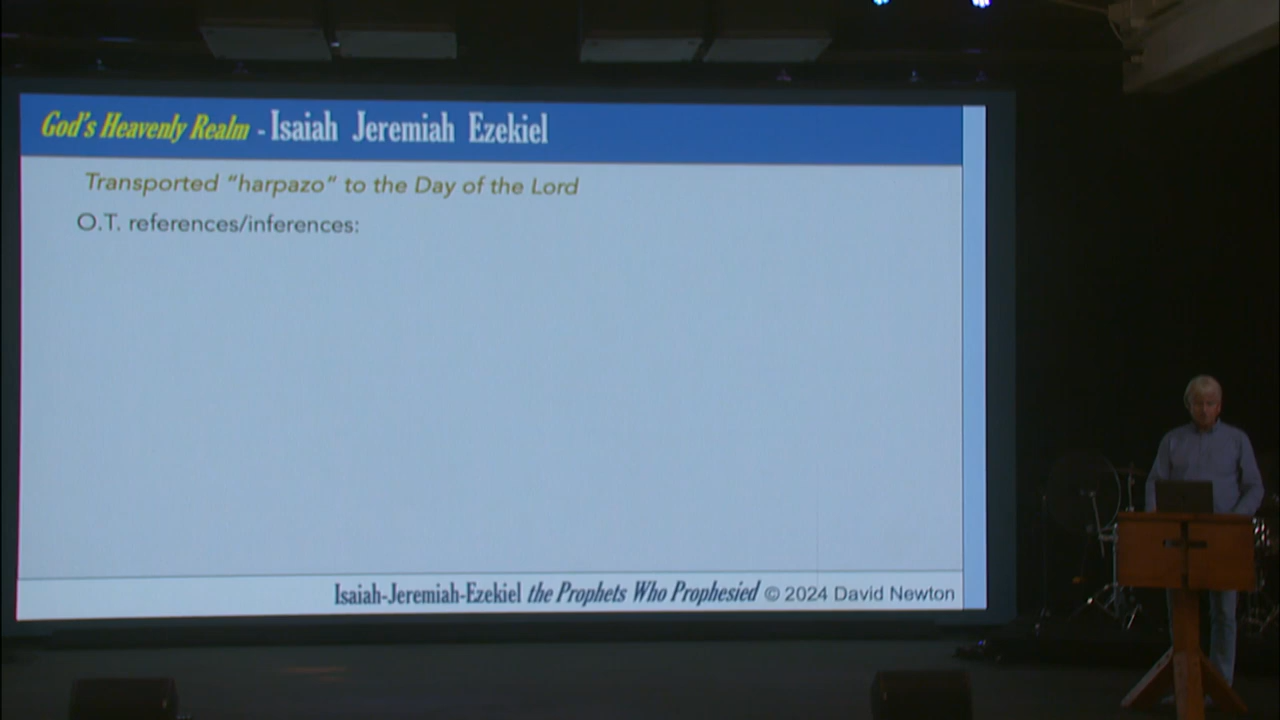 God's Heavenly Realm - Isaiah Jeremiah Ezekiel
Transported “harpazo” to the Day of the Lord
O.T. references/inferences:
Isaiah-Jeremiah-Ezekiel the Prophets Who Prophesied © 2024 David Newton